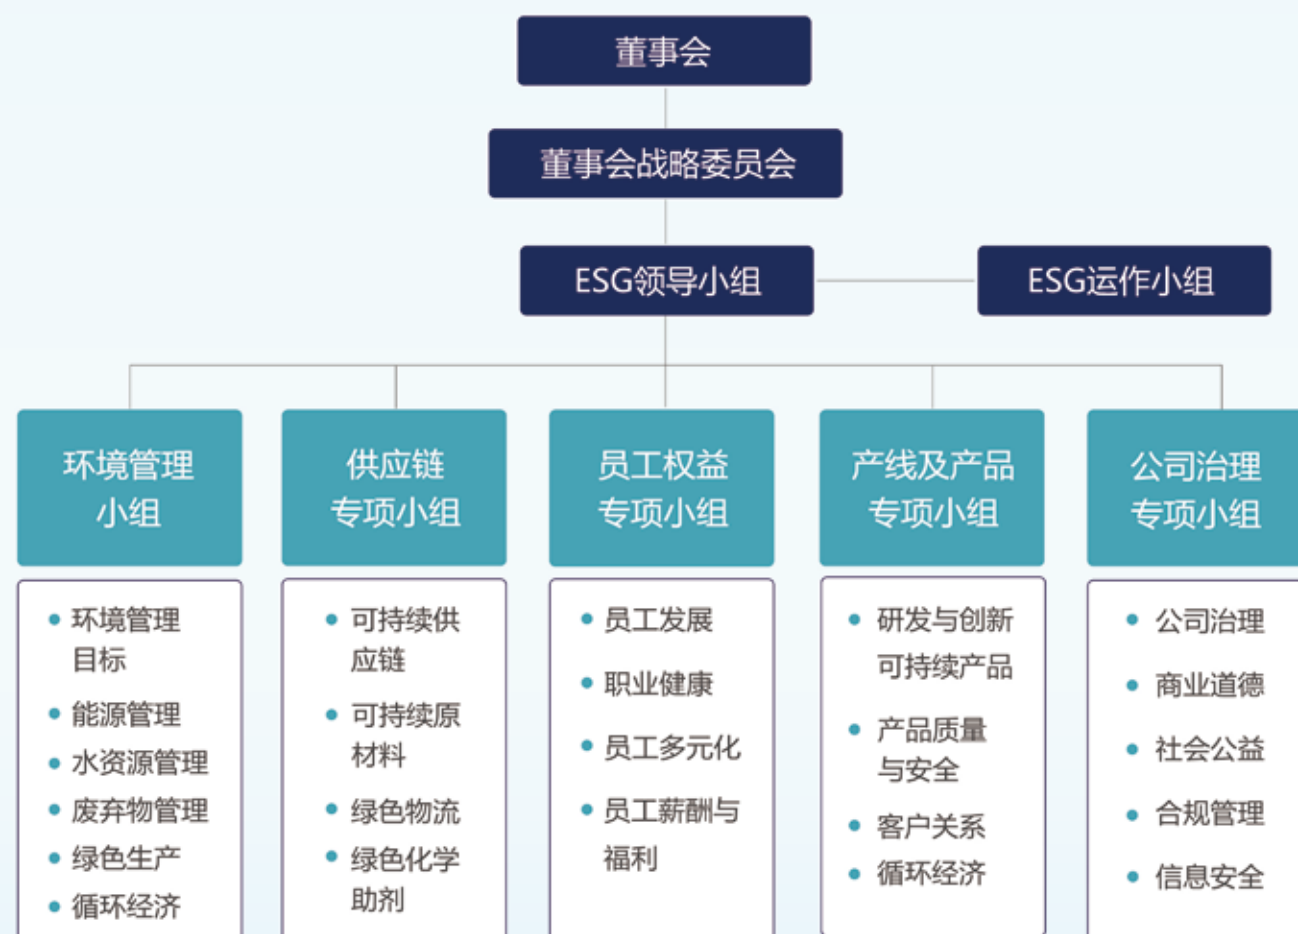 董事会
董事会战略委员会
ESG领导小组
ESG运作小组
环境管理
小组
供应链
专项小组
员工权益
专项小组
产线及产品
专项小组
公司治理
专项小组
• 环境管理
目标
• 能源管理
• 水资源管理
• 废弃物管理
• 绿色生产
• 循环经济
• 可持续供
应链
• 可持续原
材料
• 绿色物流
• 绿色化学
助剂
• 员工发展
• 职业健康
• 员工多元化
• 员工薪酬与
福利
• 研发与创新
可持续产品
• 产品质量
与安全
• 客户关系
• 循环经济
• 公司治理
• 商业道德
• 社会公益
• 合规管理
• 信息安全